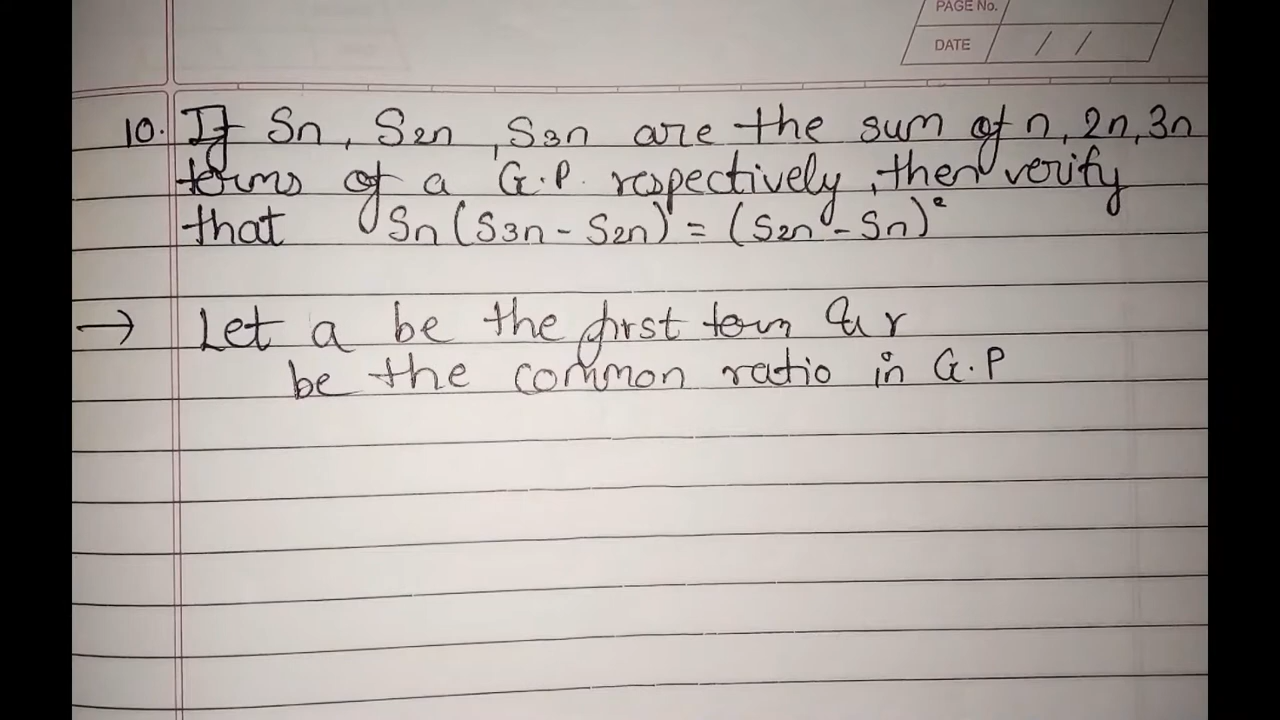 PAGE No.
DATE / /
10. If Sn, S2n, S3n are the sum of n, 2n, 3n
terms of a G.P. respectively, then verify
that Sn(S3n - S2n) = (S2n - Sn)²
→ Let a be the first term & r
be the common ratio in G.P